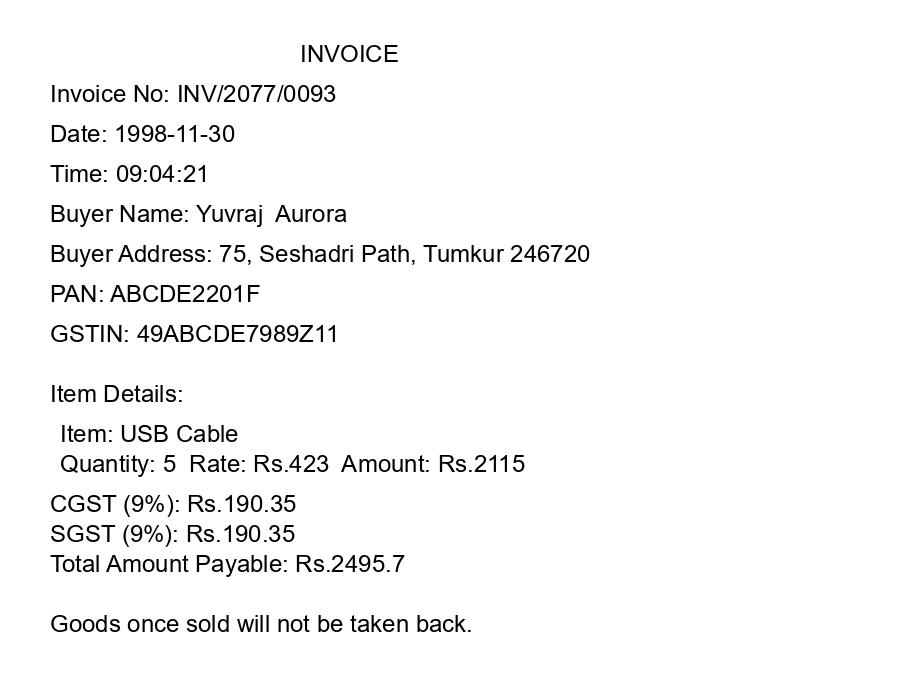 INVOICE
Invoice No: INV/2077/0093
Date: 1998-11-30
Time: 09:04:21
Buyer Name: Yuvraj  Aurora
Buyer Address: 75, Seshadri Path, Tumkur 246720
PAN: ABCDE2201F
GSTIN: 49ABCDE7989Z11
Item Details:
Item: USB Cable
Quantity: 5  Rate: Rs.423  Amount: Rs.2115
CGST (9%): Rs.190.35
SGST (9%): Rs.190.35
Total Amount Payable: Rs.2495.7
Goods once sold will not be taken back.